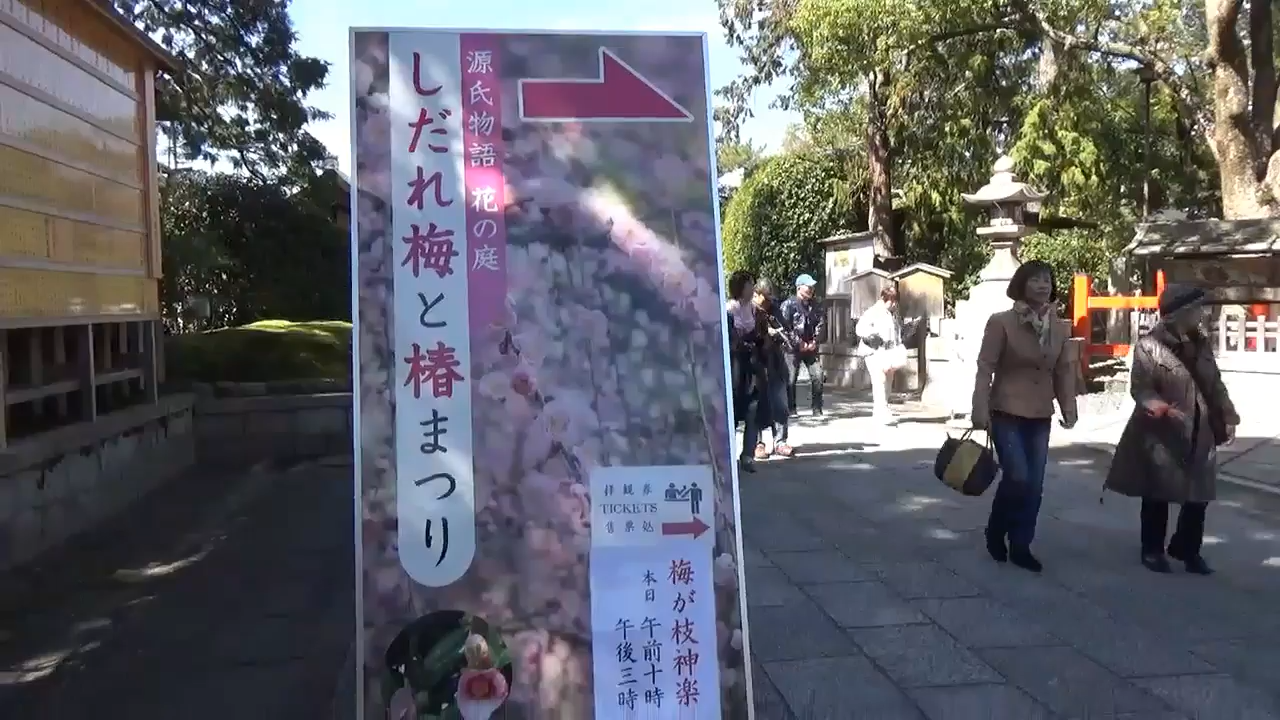 源氏物語 花の庭
しだれ梅と椿まつり
拝観券
TICKETS
售票处
梅が枝神楽
本日 午前十時
午後三時